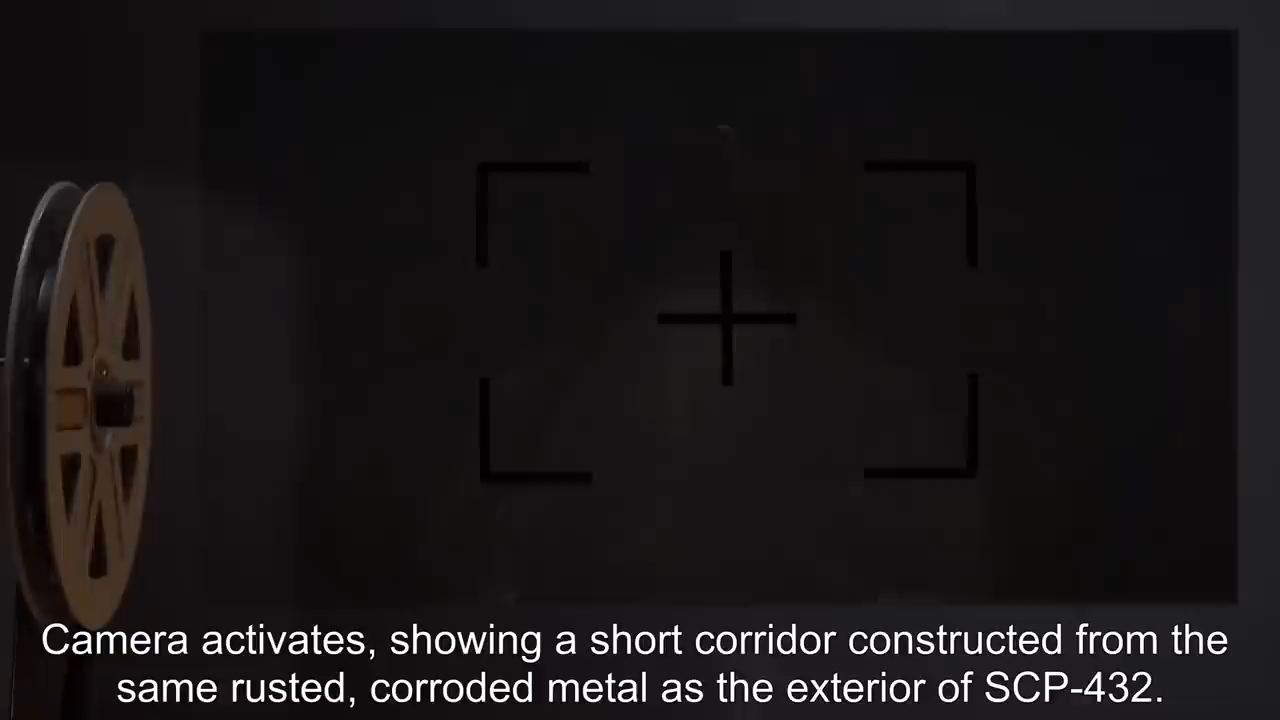 Camera activates, showing a short corridor constructed from the
same rusted, corroded metal as the exterior of SCP-432.